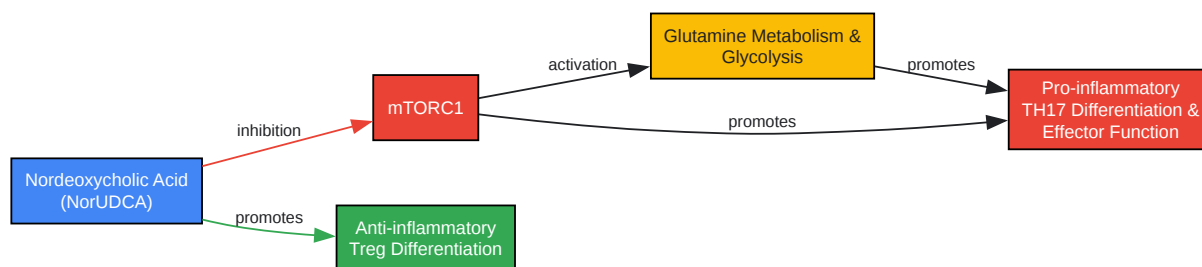 Glutamine Metabolism &
Glycolysis
activation
promotes
mTORC1
Pro-inflammatory
TH17 Differentiation &
Effector Function
inhibition
promotes
Nordeoxycholic Acid
(NorUDCA)
promotes
Anti-inflammatory
Treg Differentiation